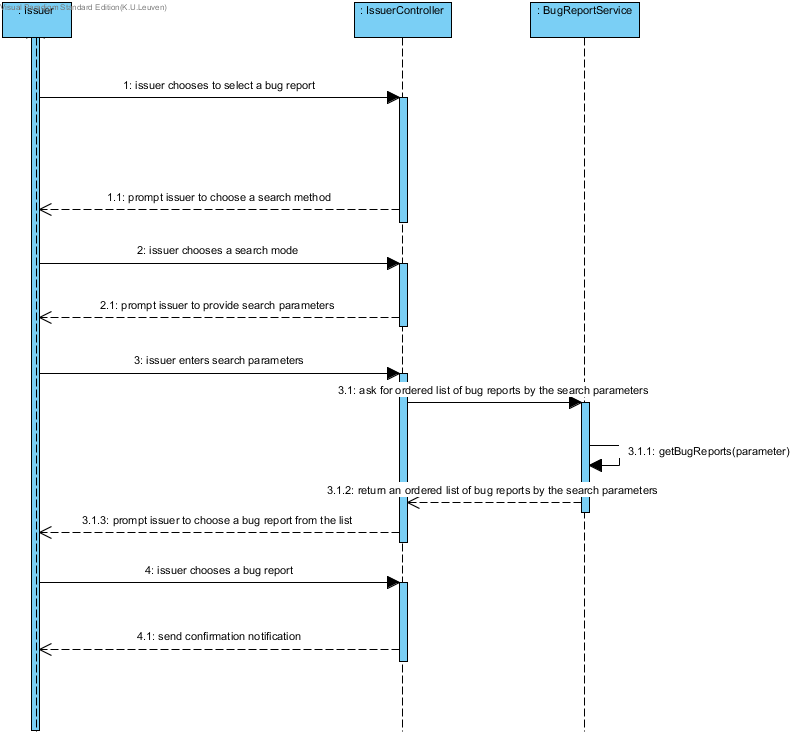 Visual Paradigm Standard Edition(K.U.Leuven)
: Issuer
: IssuerController
: BugReportService
1: issuer chooses to select a bug report
1.1: prompt issuer to choose a search method
2: issuer chooses a search mode
2.1: prompt issuer to provide search parameters
3: issuer enters search parameters
3.1: ask for ordered list of bug reports by the search parameters
3.1.1: getBugReports(parameter)
3.1.2: return an ordered list of bug reports by the search parameters
3.1.3: prompt issuer to choose a bug report from the list
4: issuer chooses a bug report
4.1: send confirmation notification